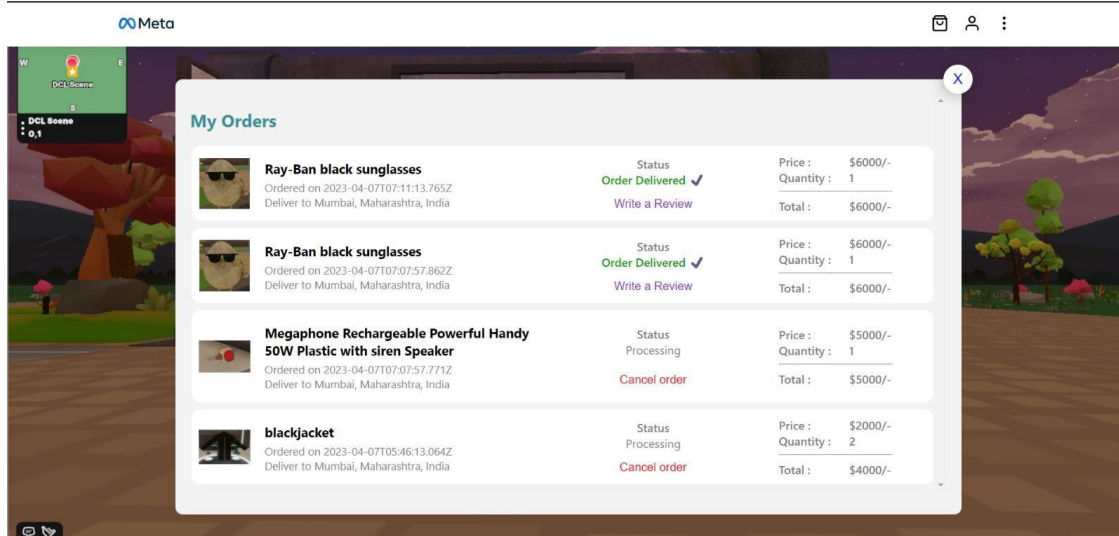 Meta
W E
DCL Scene
S
DCL Scene
0,1
X
My Orders
Ray-Ban black sunglasses
Ordered on 2023-04-07T07:11:13.765Z
Deliver to Mumbai, Maharashtra, India
Status
Order Delivered
Write a Review
Price : $6000/-
Quantity : 1
Total : $6000/-
Ray-Ban black sunglasses
Ordered on 2023-04-07T07:07:57.862Z
Deliver to Mumbai, Maharashtra, India
Status
Order Delivered
Write a Review
Price : $6000/-
Quantity : 1
Total : $6000/-
Megaphone Rechargeable Powerful Handy
50W Plastic with siren Speaker
Ordered on 2023-04-07T07:07:57.771Z
Deliver to Mumbai, Maharashtra, India
Status
Processing
Cancel order
Price : $5000/-
Quantity : 1
Total : $5000/-
blackjacket
Ordered on 2023-04-07T05:46:13.064Z
Deliver to Mumbai, Maharashtra, India
Status
Processing
Cancel order
Price : $2000/-
Quantity : 2
Total : $4000/-